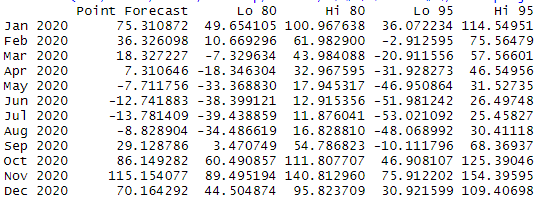 Point Forecast Lo 80 Hi 80 Lo 95 Hi 95
Jan 2020 75.310872 49.654105 100.967638 36.072234 114.54951
Feb 2020 36.326098 10.669296 61.982900 -2.912595 75.56479
Mar 2020 18.327227 -7.329634 43.984088 -20.911556 57.56601
Apr 2020 7.310646 -18.346304 32.967595 -31.928273 46.54956
May 2020 -7.711756 -33.368830 17.945317 -46.950864 31.52735
Jun 2020 -12.741883 -38.399121 12.915356 -51.981242 26.49748
Jul 2020 -13.781409 -39.438859 11.876041 -53.021092 25.45827
Aug 2020 -8.828904 -34.486619 16.828810 -48.068992 30.41118
Sep 2020 29.128786 3.470749 54.786823 -10.111796 68.36937
Oct 2020 86.149282 60.490857 111.807707 46.908107 125.39046
Nov 2020 115.154077 89.495194 140.812960 75.912202 154.39595
Dec 2020 70.164292 44.504874 95.823709 30.921599 109.40698